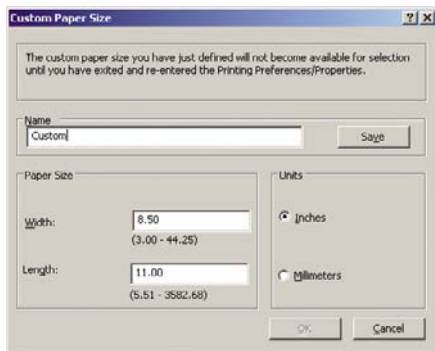 Custom Paper Size
The custom paper size you have just defined will not become available for selection
until you have exited and re-entered the Printing Preferences/Properties.
Name
Custom
Save
Paper Size
Width:
8.50
(3.00 - 44.25)
Length:
11.00
(5.51 - 3582.68)
Units
Inches
Milimeters
OK
Cancel